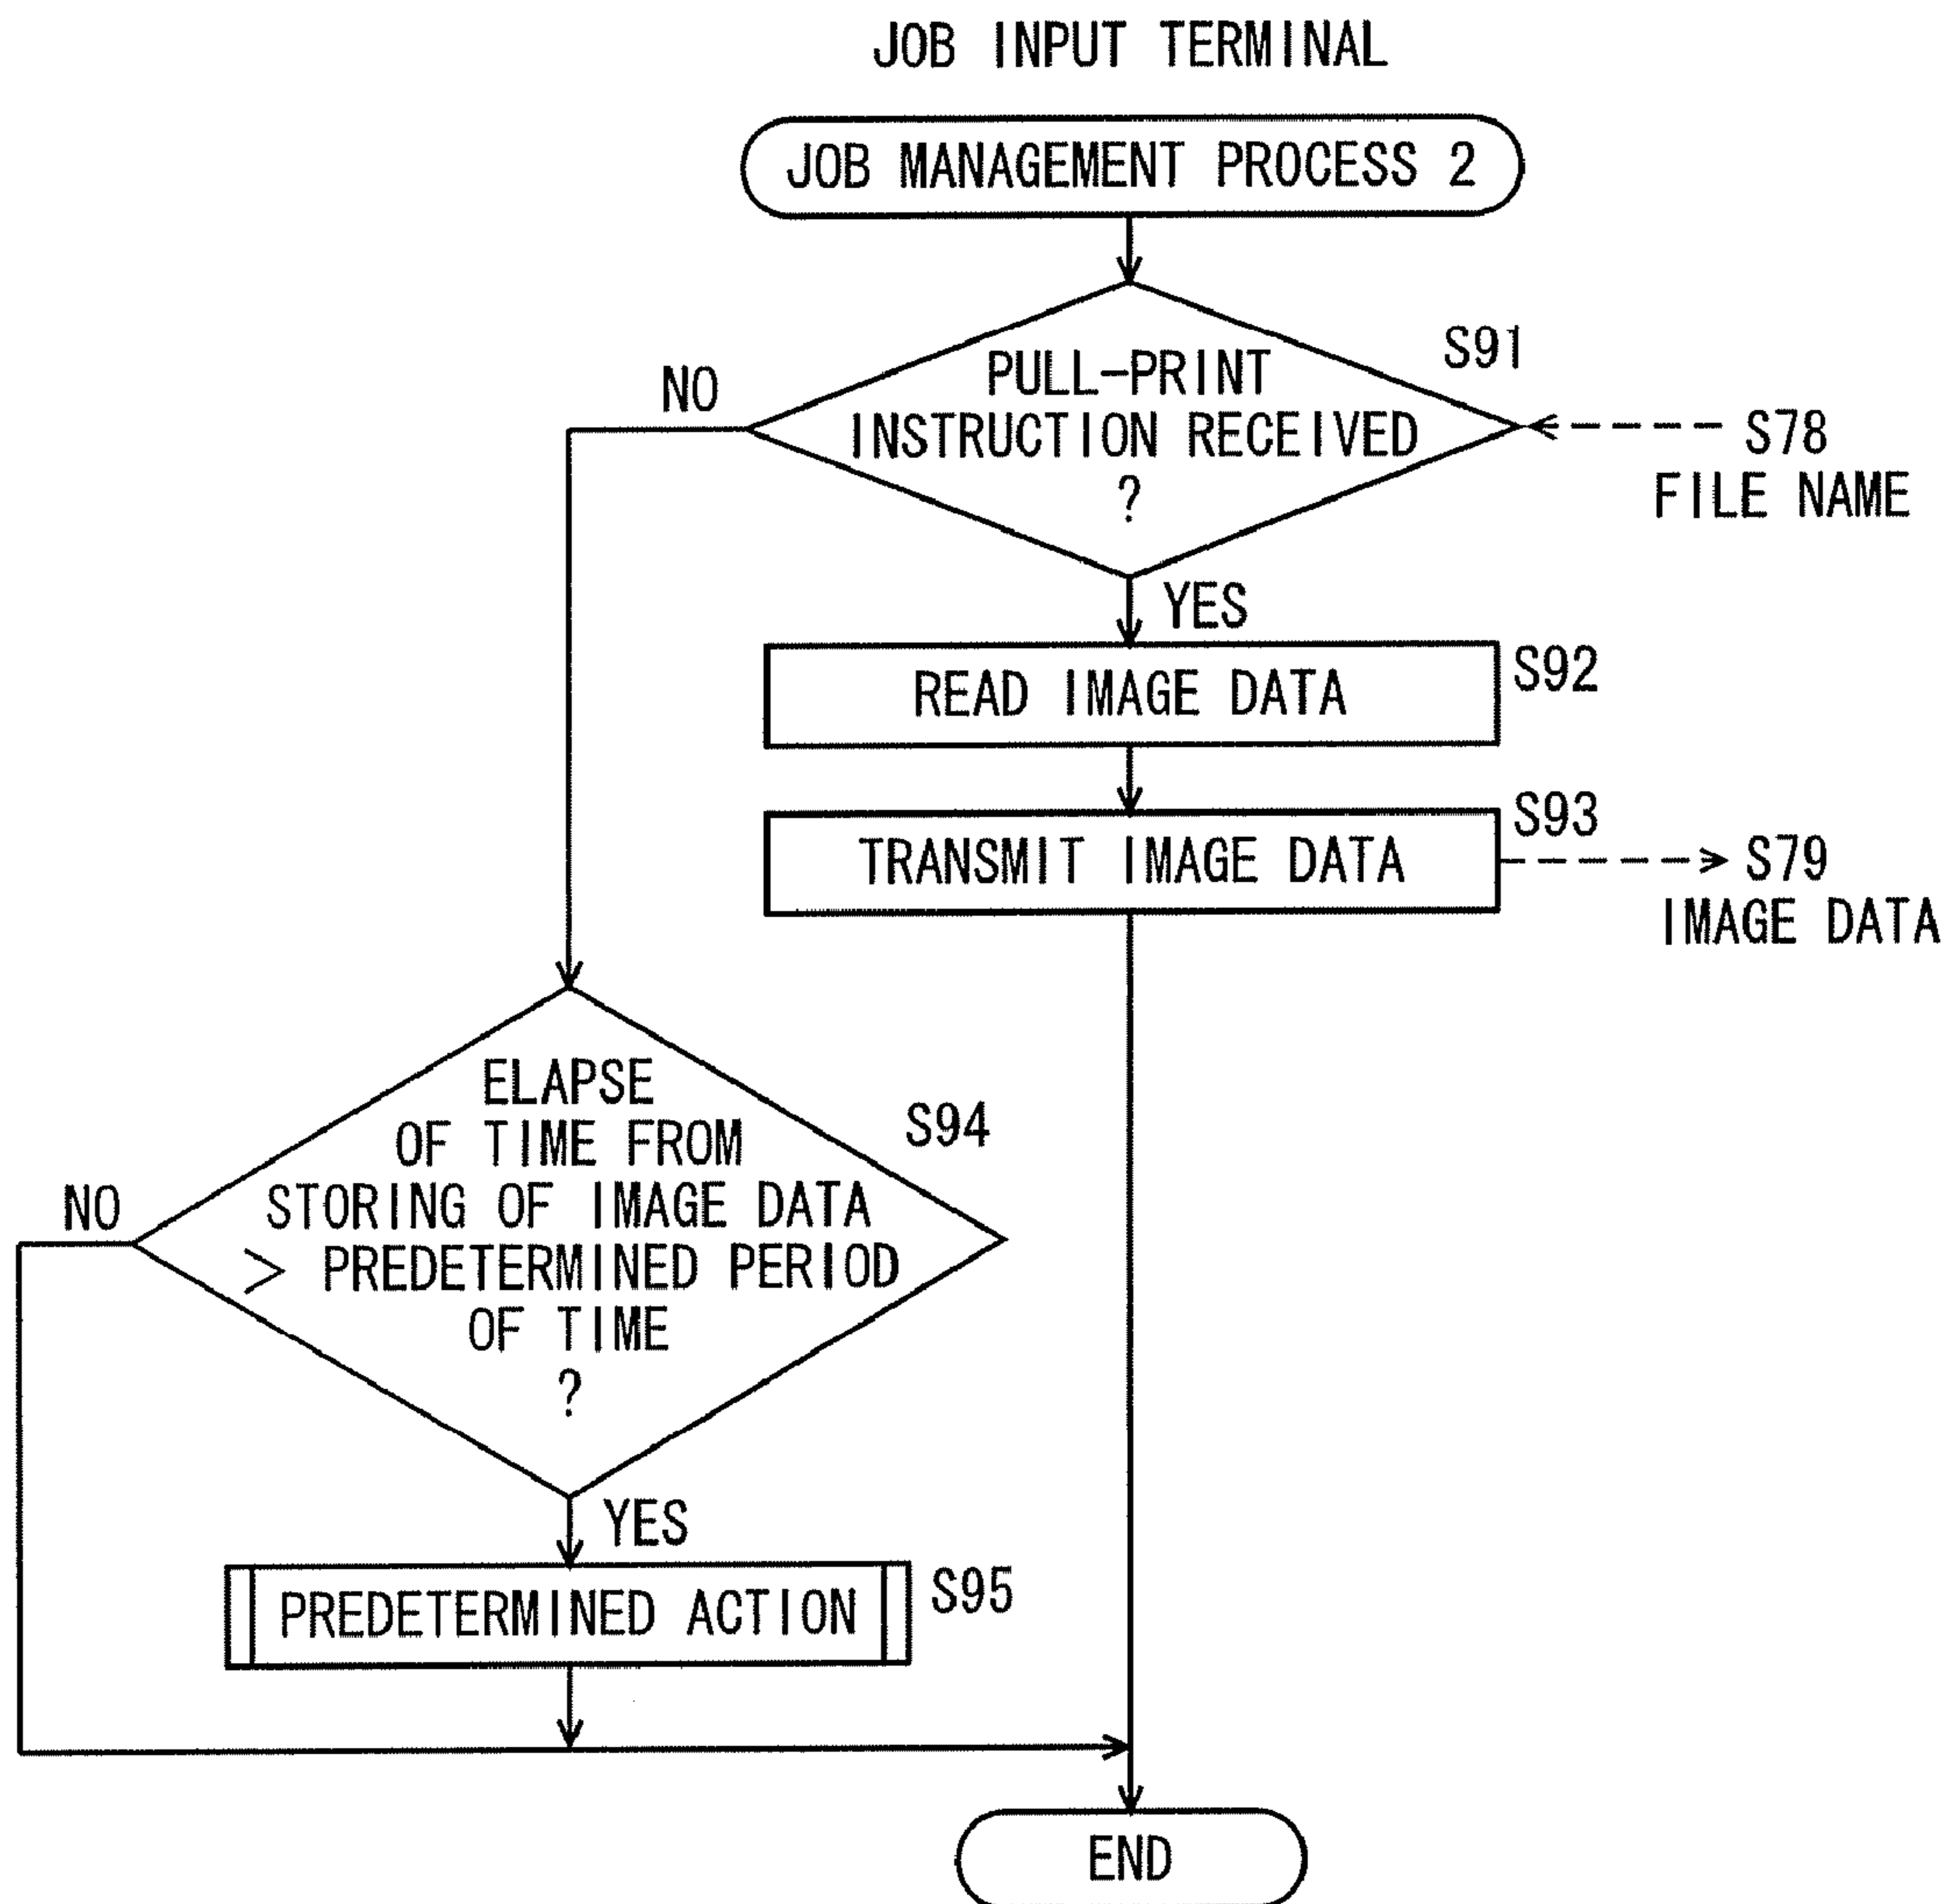 JOB INPUT TERMINAL
JOB MANAGEMENT PROCESS 2
S91
PULL-PRINT
INSTRUCTION RECEIVED
?
NO
S78
FILE NAME
YES
READ IMAGE DATA
S92
TRANSMIT IMAGE DATA
S93
S79
IMAGE DATA
ELAPSE
OF TIME FROM
STORING OF IMAGE DATA
> PREDETERMINED PERIOD
OF TIME
?
S94
NO
YES
PREDETERMINED ACTION
S95
END